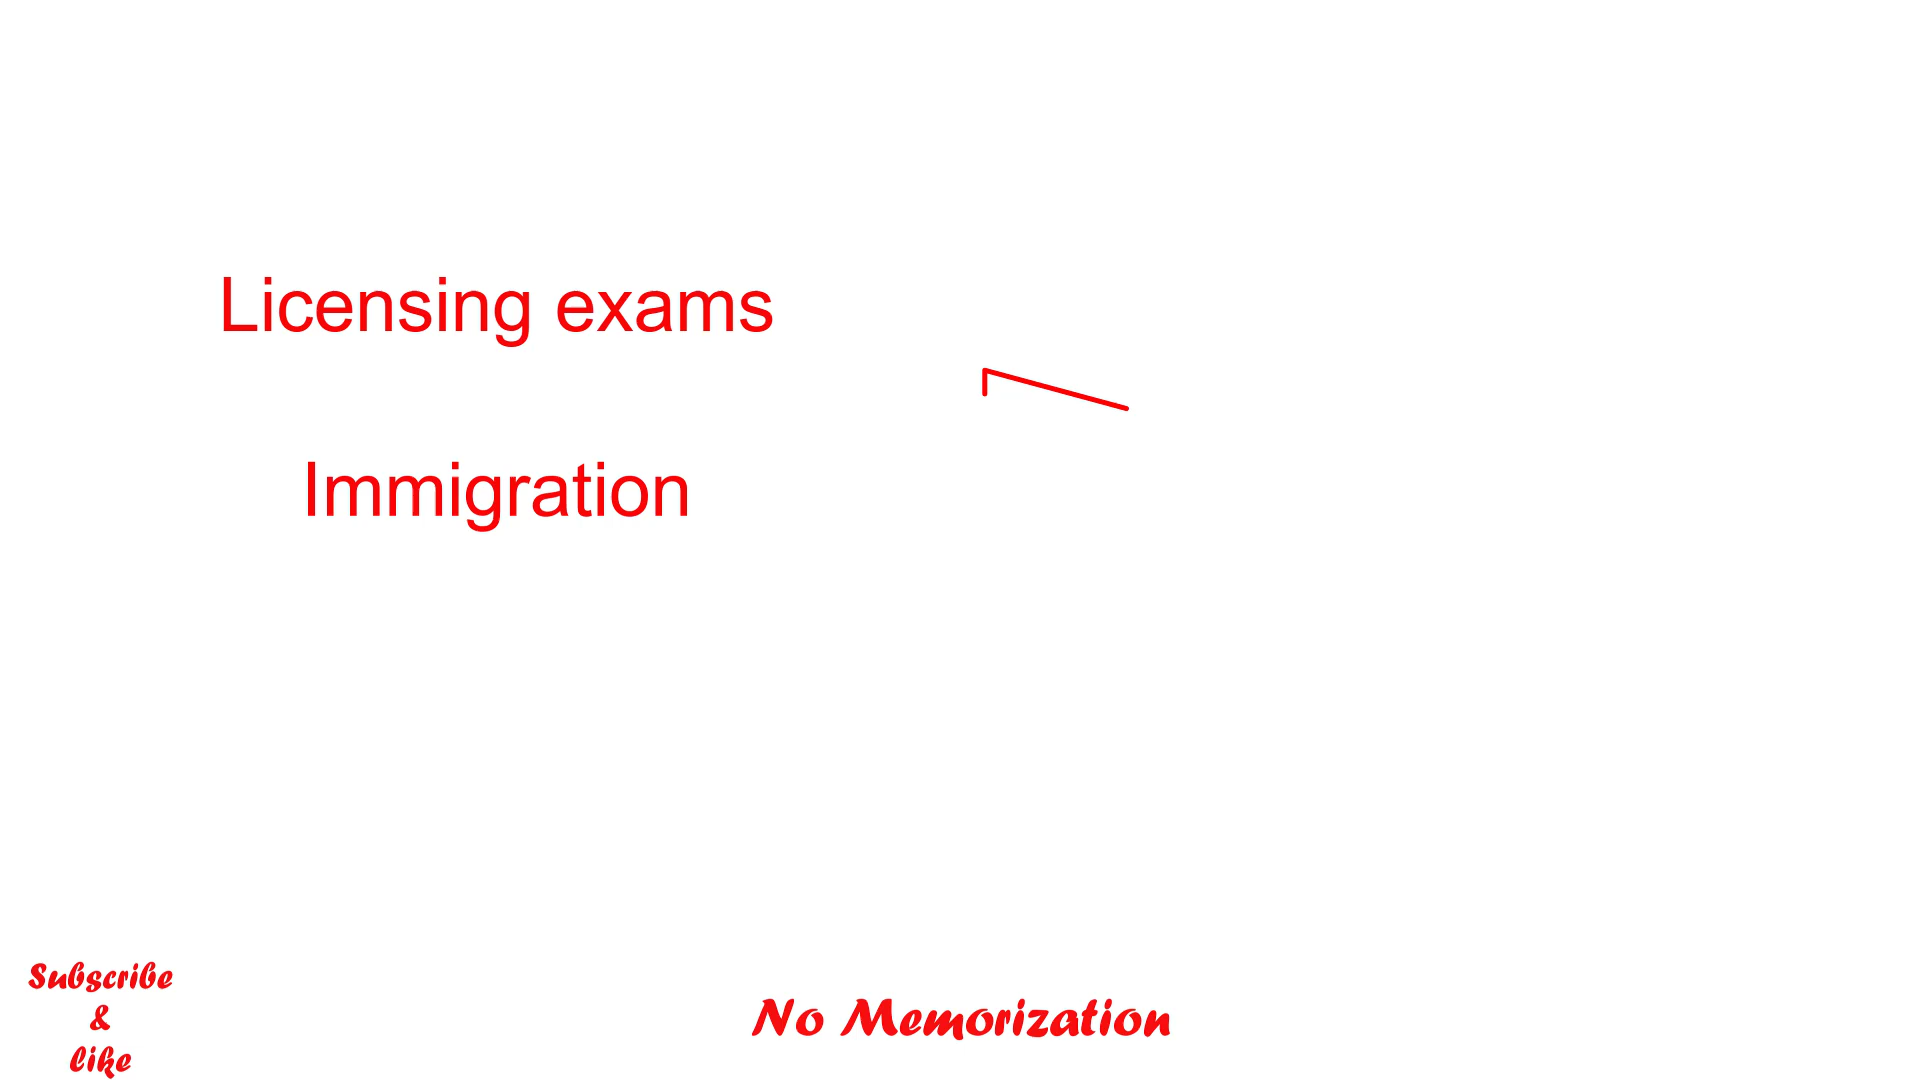 Licensing exams
Immigration
No Memorization
Subscribe
&
like